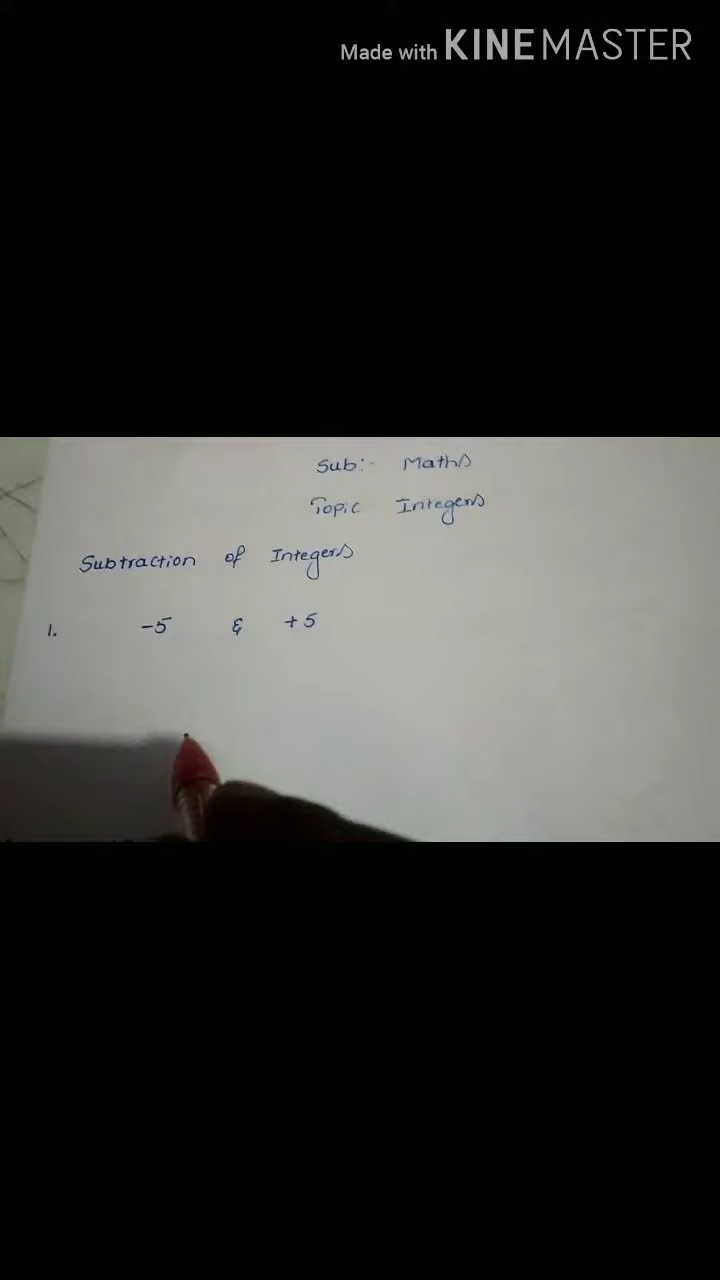 Made with KINEMASTER
Sub:- Maths
Topic Integers
Subtraction of Integers
1. -5 & +5